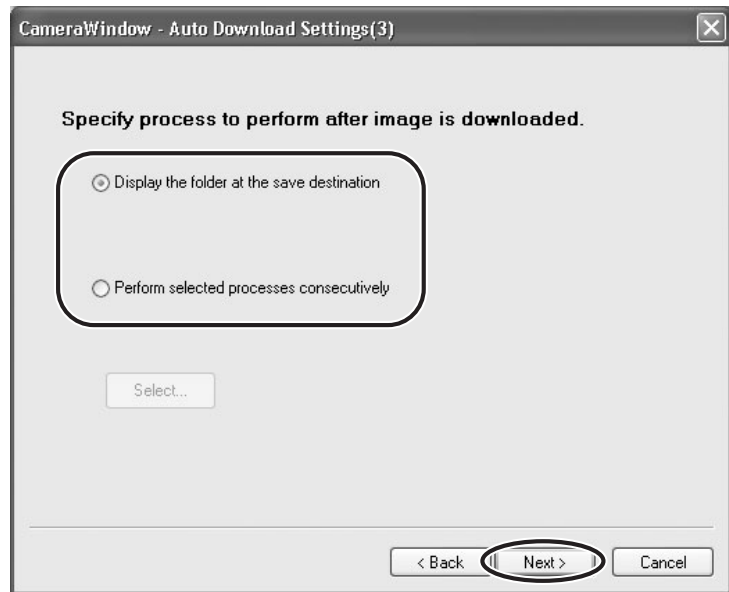 CameraWindow - Auto Download Settings(3)
Specify process to perform after image is downloaded.
Display the folder at the save destination
Perform selected processes consecutively
Select...
< Back Next > Cancel